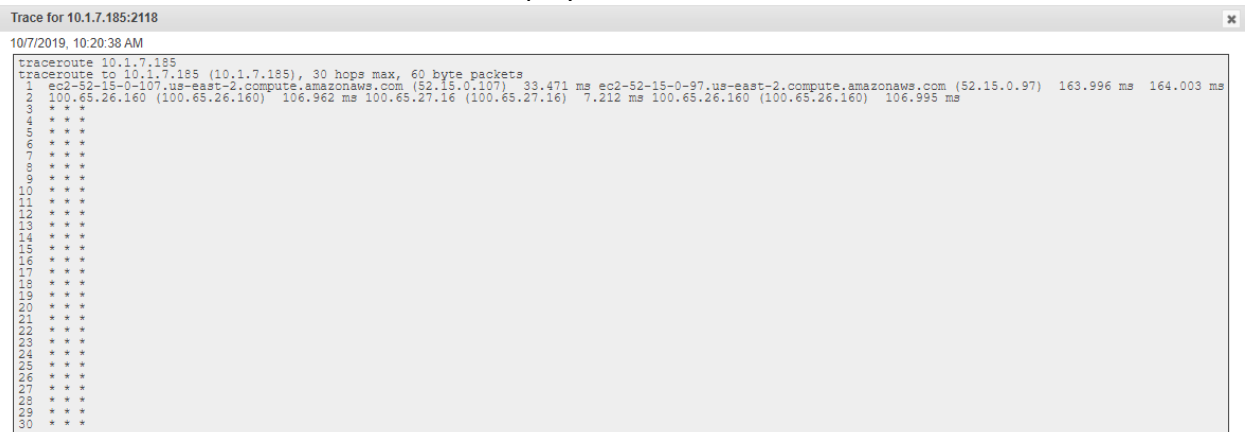 Trace for 10.1.7.185:2118
10/7/2019, 10:20:38 AM
traceroute 10.1.7.185
traceroute to 10.1.7.185 (10.1.7.185), 30 hops max, 60 byte packets
1 ec2-52-15-0-107.us-east-2.compute.amazonaws.com (52.15.0.107) 33.471 ms ec2-52-15-0-97.us-east-2.compute.amazonaws.com (52.15.0.97) 163.996 ms 164.003 ms
2 100.65.26.160 (100.65.26.160) 106.962 ms 100.65.27.16 (100.65.27.16) 7.212 ms 100.65.26.160 (100.65.26.160) 106.995 ms
3 * * *
4 * * *
5 * * *
6 * * *
7 * * *
8 * * *
9 * * *
10 * * *
11 * * *
12 * * *
13 * * *
14 * * *
15 * * *
16 * * *
17 * * *
18 * * *
19 * * *
20 * * *
21 * * *
22 * * *
23 * * *
24 * * *
25 * * *
26 * * *
27 * * *
28 * * *
29 * * *
30 * * *